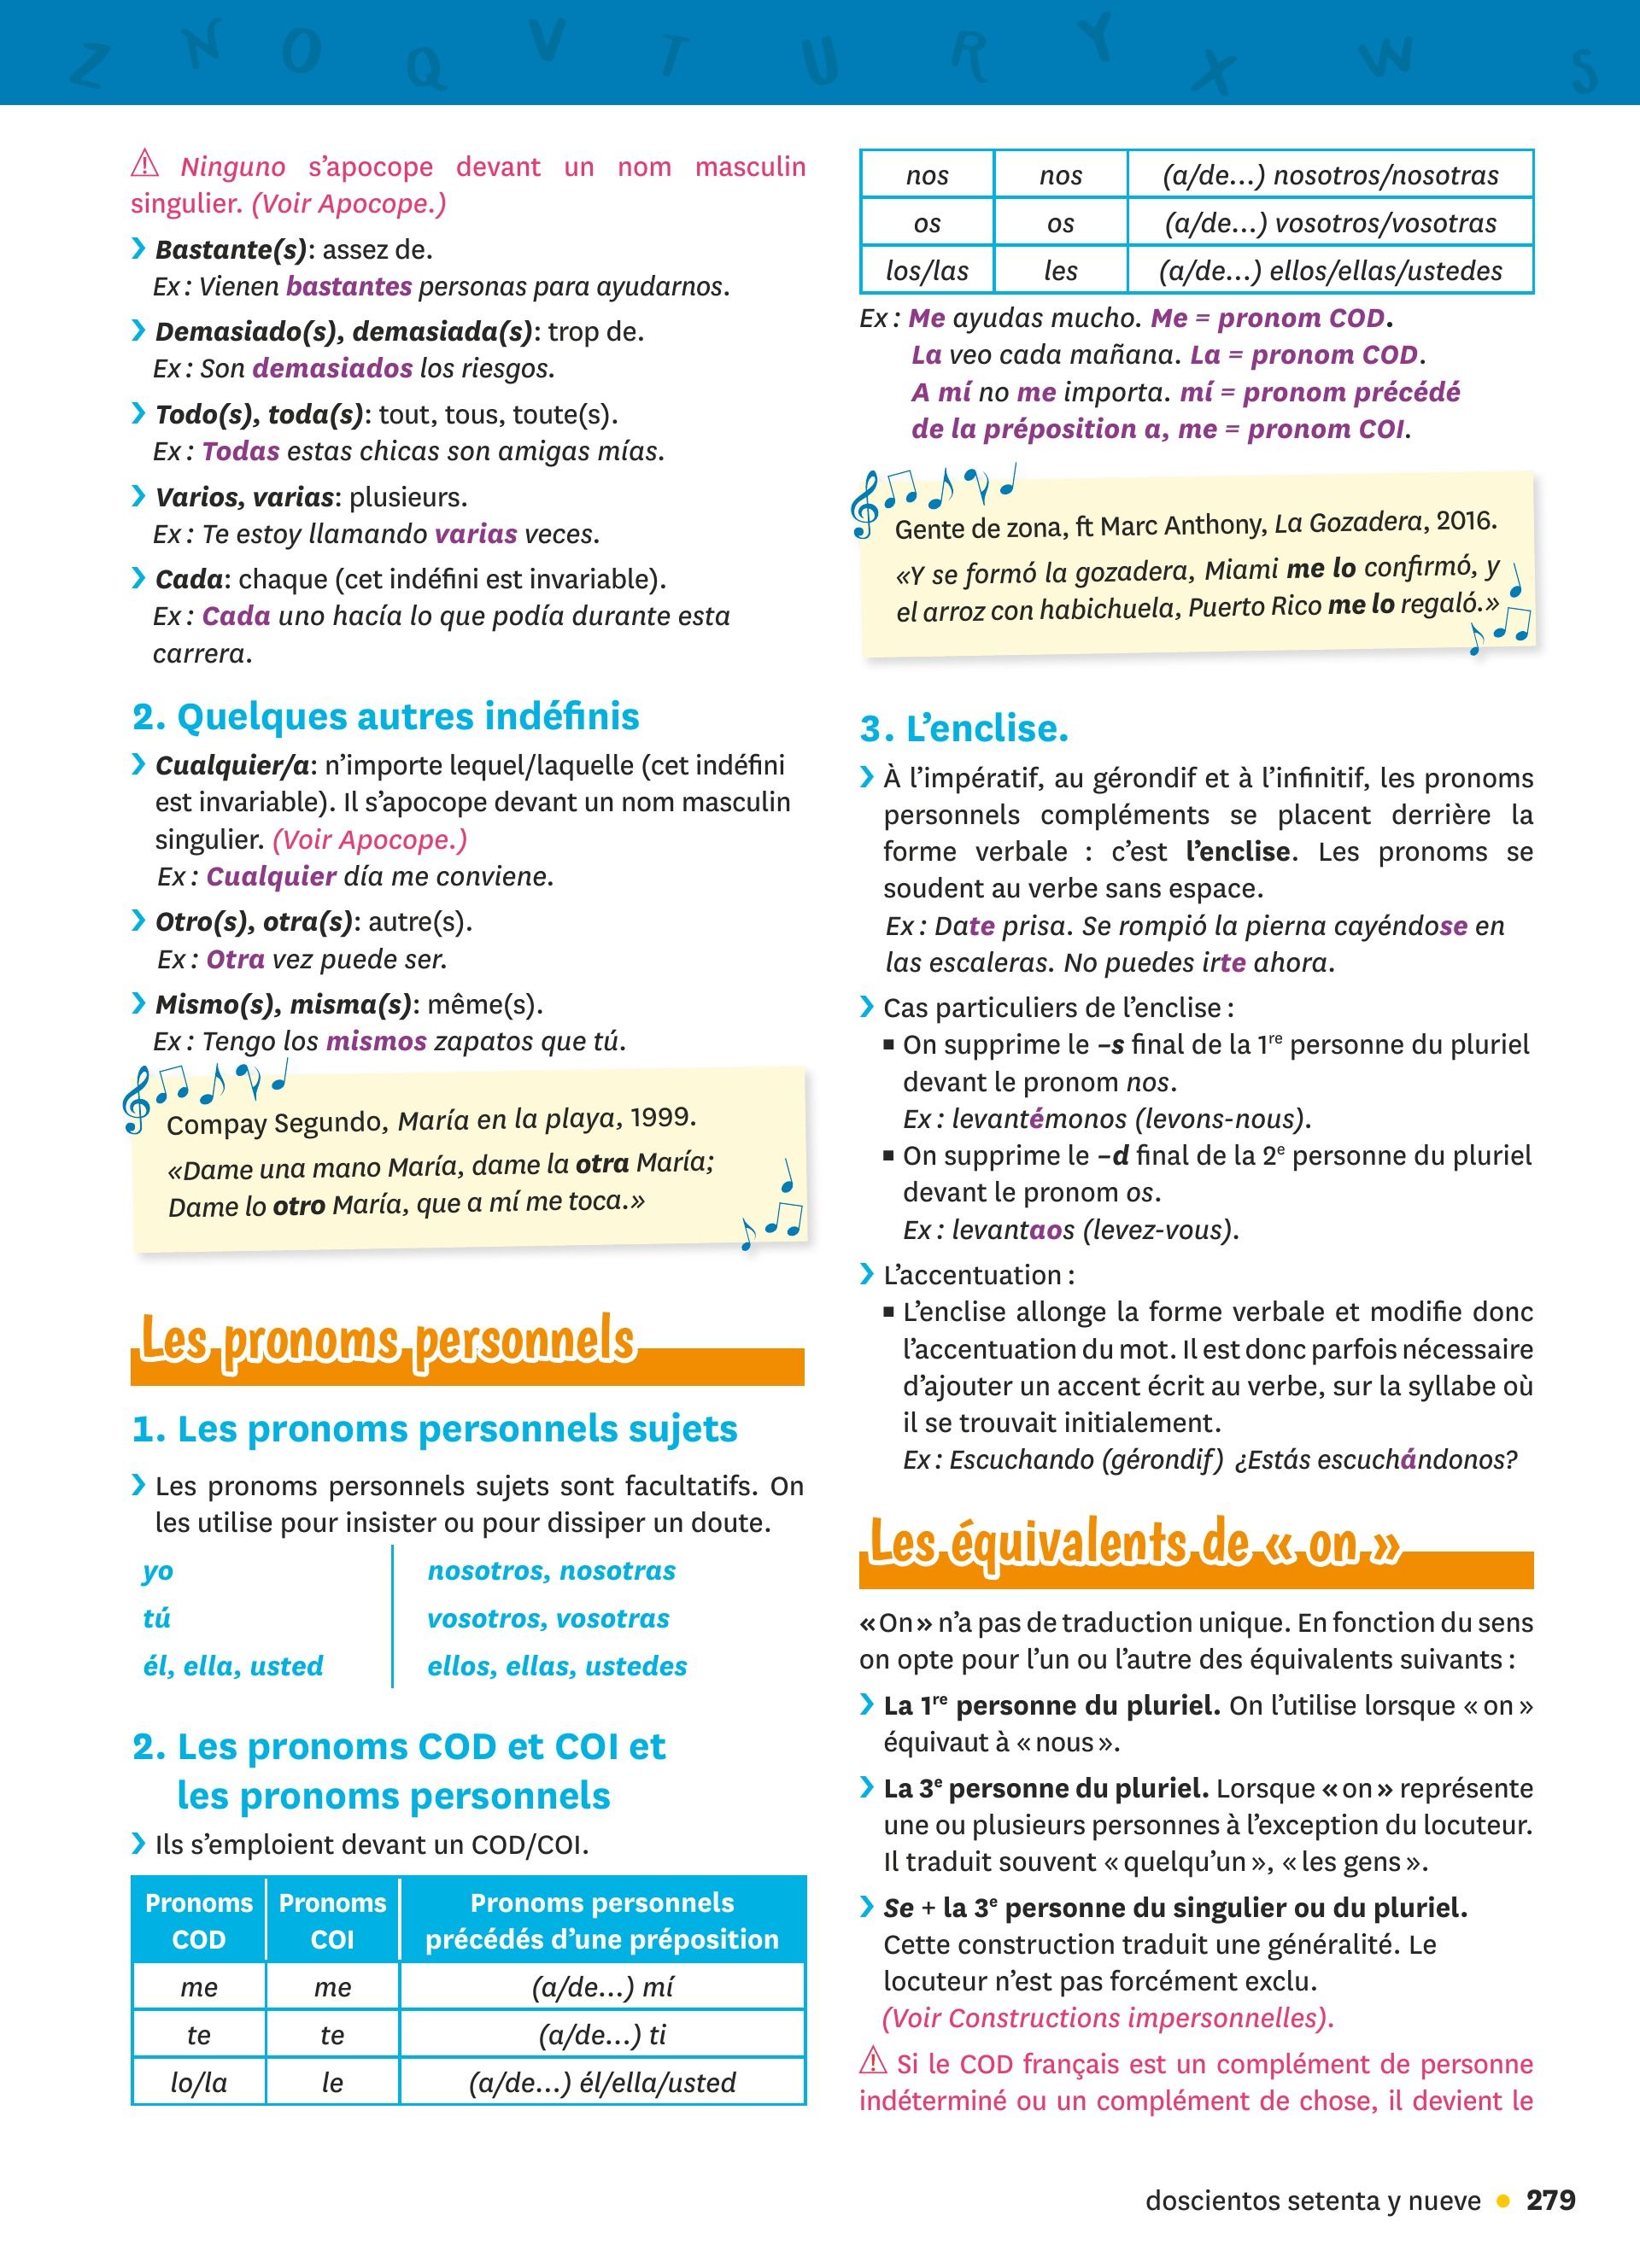 Z N O Q V T U R Y X W S
⚠ Ninguno s’apocope devant un nom masculin
singulier. (Voir Apocope.)
› Bastante(s): assez de.
Ex : Vienen bastantes personas para ayudarnos.
› Demasiado(s), demasiada(s): trop de.
Ex : Son demasiados los riesgos.
› Todo(s), toda(s): tout, tous, toute(s).
Ex : Todas estas chicas son amigas mías.
› Varios, varias: plusieurs.
Ex : Te estoy llamando varias veces.
› Cada: chaque (cet indéfini est invariable).
Ex : Cada uno hacía lo que podía durante esta
carrera.
2. Quelques autres indéfinis
› Cualquier/a: n’importe lequel/laquelle (cet indéfini
est invariable). Il s’apocope devant un nom masculin
singulier. (Voir Apocope.)
Ex : Cualquier día me conviene.
› Otro(s), otra(s): autre(s).
Ex : Otra vez puede ser.
› Mismo(s), misma(s): même(s).
Ex : Tengo los mismos zapatos que tú.
Compay Segundo, María en la playa, 1999.
«Dame una mano María, dame la otra María;
Dame lo otro María, que a mí me toca.»
Les pronoms personnels
1. Les pronoms personnels sujets
› Les pronoms personnels sujets sont facultatifs. On
les utilise pour insister ou pour dissiper un doute.
yo nosotros, nosotras
tú vosotros, vosotras
él, ella, usted ellos, ellas, ustedes
2. Les pronoms COD et COI et
les pronoms personnels
› Ils s’emploient devant un COD/COI.
Pronoms Pronoms Pronoms personnels
COD COI précédés d’une préposition
me me (a/de...) mí
te te (a/de...) ti
lo/la le (a/de...) él/ella/usted
nos nos (a/de...) nosotros/nosotras
os os (a/de...) vosotros/vosotras
los/las les (a/de...) ellos/ellas/ustedes
Ex : Me ayudas mucho. Me = pronom COD.
La veo cada mañana. La = pronom COD.
A mí no me importa. mí = pronom précédé
de la préposition a, me = pronom COI.
Gente de zona, ft Marc Anthony, La Gozadera, 2016.
«Y se formó la gozadera, Miami me lo confirmó, y
el arroz con habichuela, Puerto Rico me lo regaló.»
3. L’enclise.
› À l’impératif, au gérondif et à l’infinitif, les pronoms
personnels compléments se placent derrière la
forme verbale : c’est l’enclise. Les pronoms se
soudent au verbe sans espace.
Ex : Date prisa. Se rompió la pierna cayéndose en
las escaleras. No puedes irte ahora.
› Cas particuliers de l’enclise :
▪ On supprime le –s final de la 1re personne du pluriel
devant le pronom nos.
Ex : levantémonos (levons-nous).
▪ On supprime le –d final de la 2e personne du pluriel
devant le pronom os.
Ex : levantaos (levez-vous).
› L’accentuation :
▪ L’enclise allonge la forme verbale et modifie donc
l’accentuation du mot. Il est donc parfois nécessaire
d’ajouter un accent écrit au verbe, sur la syllabe où
il se trouvait initialement.
Ex : Escuchando (gérondif) ¿Estás escuchándonos?
Les équivalents de « on »
« On » n’a pas de traduction unique. En fonction du sens
on opte pour l’un ou l’autre des équivalents suivants :
› La 1re personne du pluriel. On l’utilise lorsque « on »
équivaut à « nous ».
› La 3e personne du pluriel. Lorsque « on » représente
une ou plusieurs personnes à l’exception du locuteur.
Il traduit souvent « quelqu’un », « les gens ».
› Se + la 3e personne du singulier ou du pluriel.
Cette construction traduit une généralité. Le
locuteur n’est pas forcément exclu.
(Voir Constructions impersonnelles).
⚠ Si le COD français est un complément de personne
indéterminé ou un complément de chose, il devient le
doscientos setenta y nueve • 279